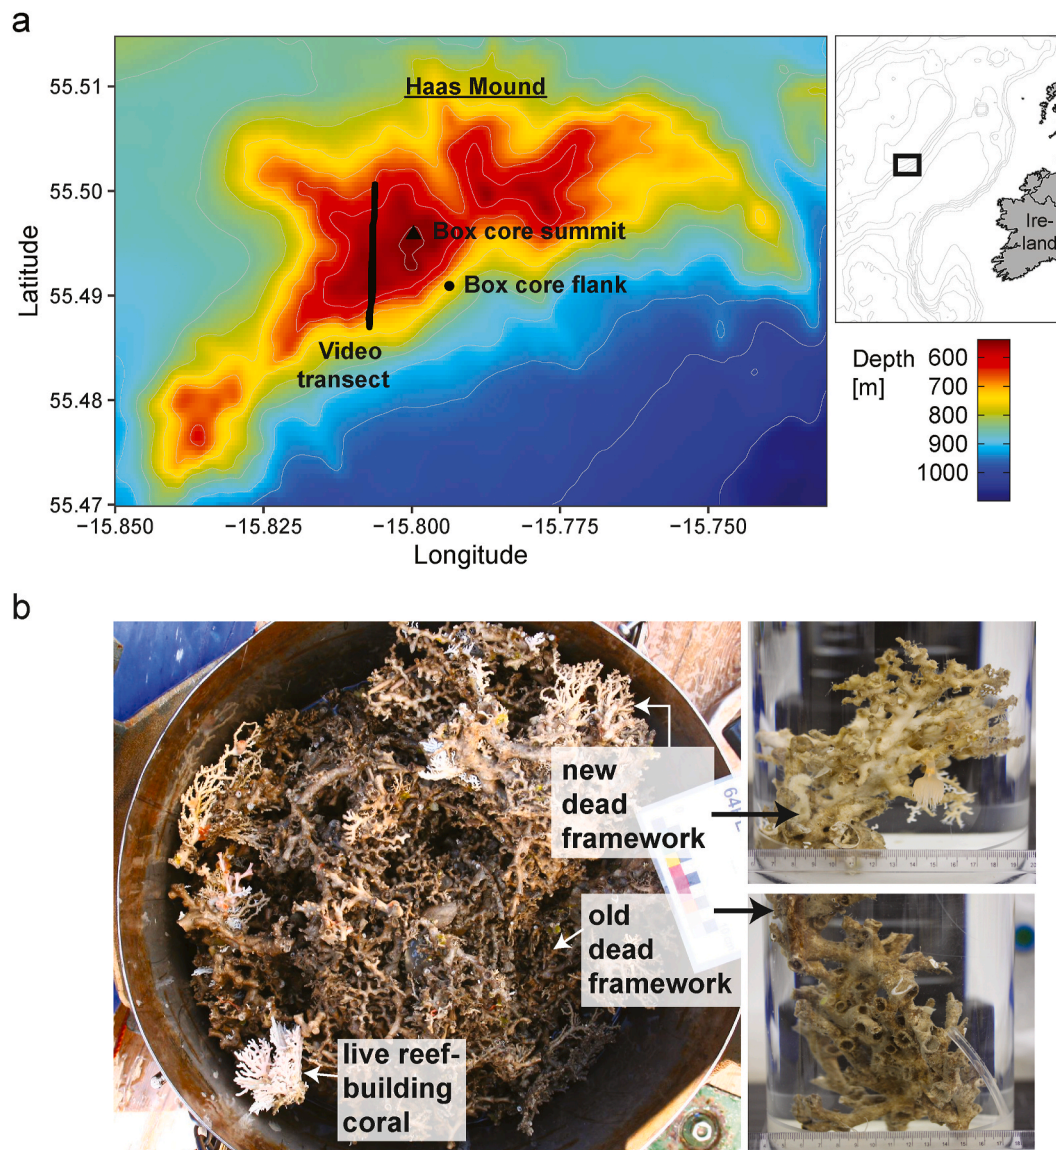 a
Haas Mound
Box core summit
Box core flank
Video
transect
55.51
55.50
55.49
55.48
55.47
Latitude
−15.850
−15.825
−15.800
−15.775
−15.750
Longitude
Ire-
land
Depth
[m]
600
700
800
900
1000
b
new
dead
framework
old
dead
framework
live reef-
building
coral